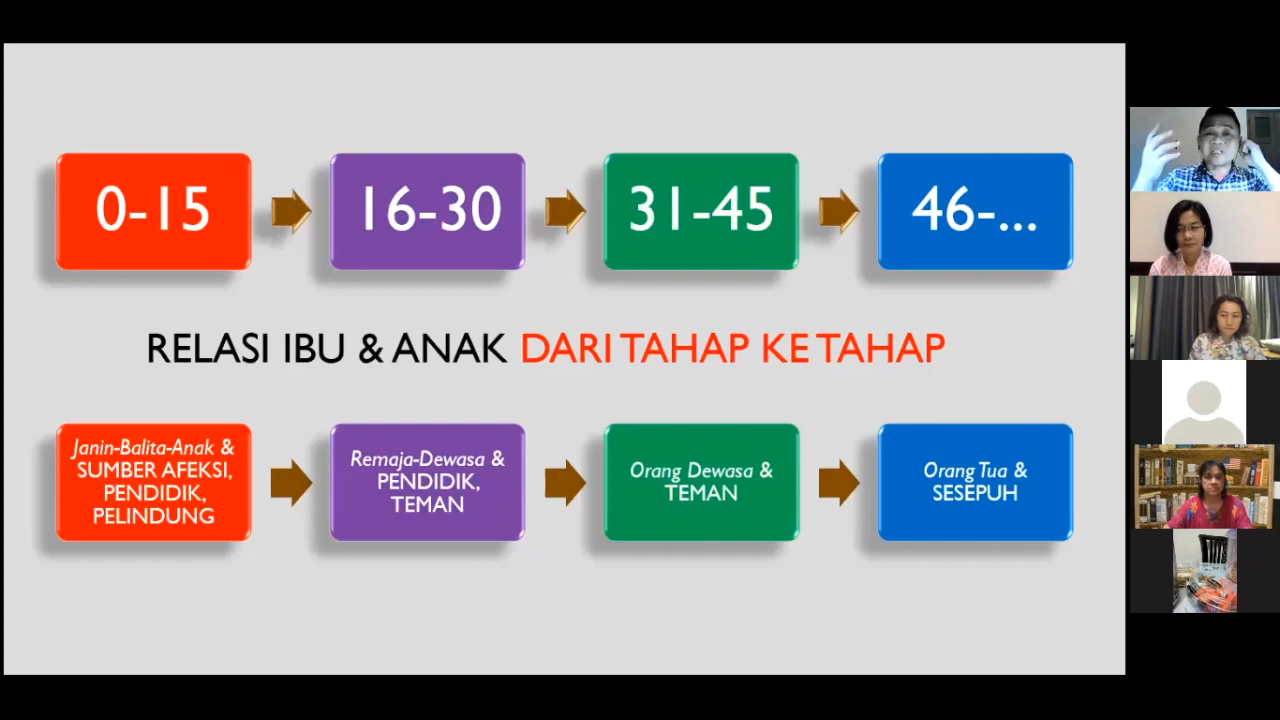 0-15
16-30
31-45
46-...
RELASI IBU & ANAK DARI TAHAP KE TAHAP
Janin-Balita-Anak &
SUMBER AFEKSI,
PENDIDIK,
PELINDUNG
Remaja-Dewasa &
PENDIDIK,
TEMAN
Orang Dewasa &
TEMAN
Orang Tua &
SESEPUH